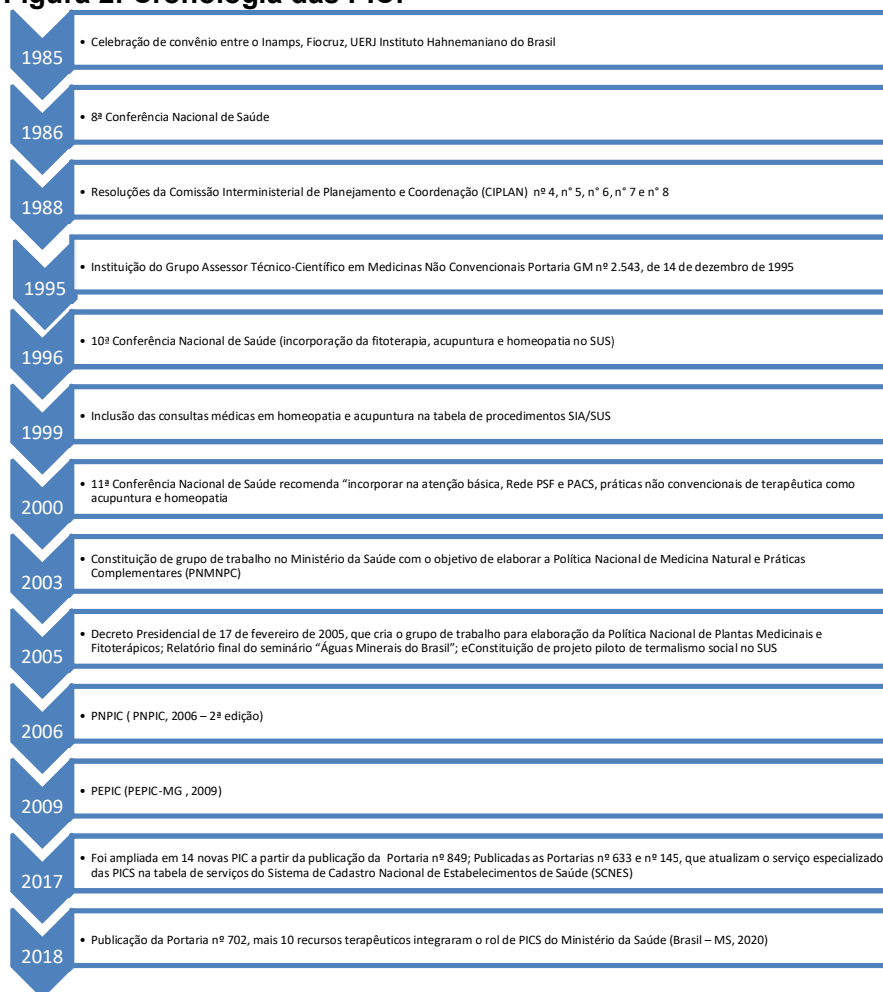 Figura 2: Cronologia das PIC.
1985
• Celebração de convênio entre o Inamps, Fiocruz, UERJ Instituto Hahnemaniano do Brasil
1986
• 8ª Conferência Nacional de Saúde
1988
• Resoluções da Comissão Interministerial de Planejamento e Coordenação (CIPLAN) nº 4, n° 5, n° 6, n° 7 e n° 8
1995
• Instituição do Grupo Assessor Técnico-Científico em Medicinas Não Convencionais Portaria GM nº 2.543, de 14 de dezembro de 1995
1996
• 10ª Conferência Nacional de Saúde (incorporação da fitoterapia, acupuntura e homeopatia no SUS)
1999
• Inclusão das consultas médicas em homeopatia e acupuntura na tabela de procedimentos SIA/SUS
2000
• 11ª Conferência Nacional de Saúde recomenda “incorporar na atenção básica, Rede PSF e PACS, práticas não convencionais de terapêutica como
acupuntura e homeopatia
2003
• Constituição de grupo de trabalho no Ministério da Saúde com o objetivo de elaborar a Política Nacional de Medicina Natural e Práticas
Complementares (PNMNPC)
2005
• Decreto Presidencial de 17 de fevereiro de 2005, que cria o grupo de trabalho para elaboração da Política Nacional de Plantas Medicinais e
Fitoterápicos; Relatório final do seminário “Águas Minerais do Brasil”; eConstituição de projeto piloto de termalismo social no SUS
2006
• PNPIC ( PNPIC, 2006 – 2ª edição)
2009
• PEPIC (PEPIC-MG , 2009)
2017
• Foi ampliada em 14 novas PIC a partir da publicação da Portaria nº 849; Publicadas as Portarias nº 633 e nº 145, que atualizam o serviço especializado
das PICS na tabela de serviços do Sistema de Cadastro Nacional de Estabelecimentos de Saúde (SCNES)
2018
• Publicação da Portaria nº 702, mais 10 recursos terapêuticos integraram o rol de PICS do Ministério da Saúde (Brasil – MS, 2020)